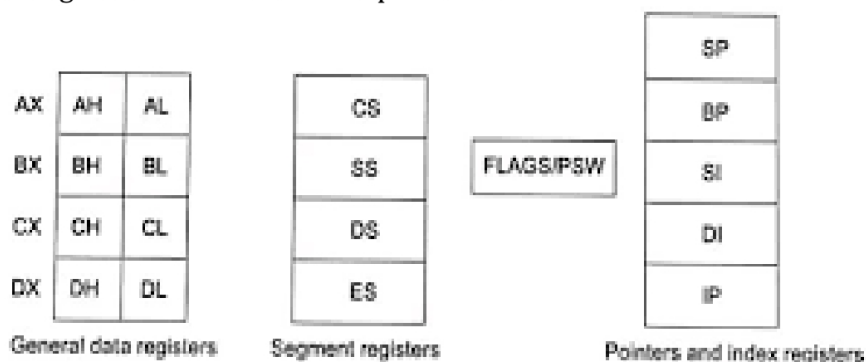 SP
AX AH AL CS BP
BX BH BL SS FLAGS/PSW SI
CX CH CL DS DI
DX DH DL ES IP
General data registers Segment registers Pointers and index registers